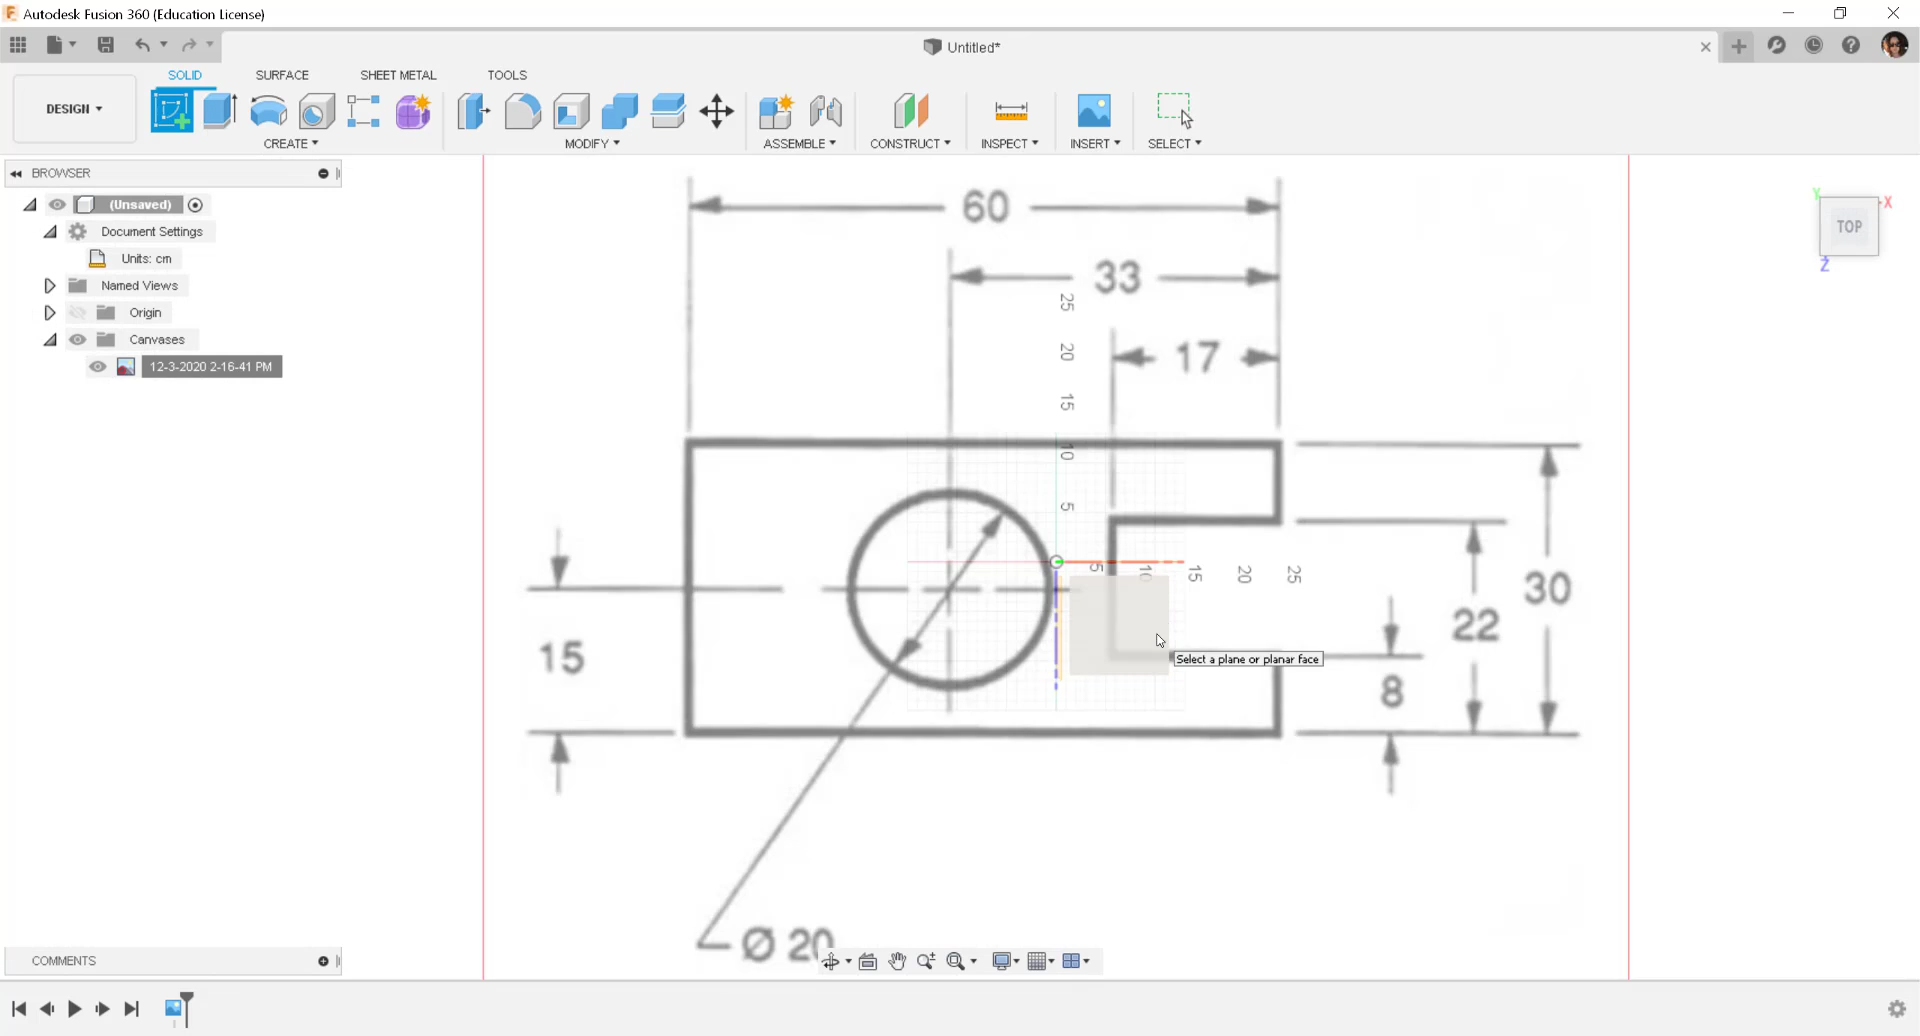 Autodesk Fusion 360 (Education License)
Untitled*
SOLID
SURFACE
SHEET METAL
TOOLS
DESIGN
CREATE
MODIFY
ASSEMBLE
CONSTRUCT
INSPECT
INSERT
SELECT
BROWSER
(Unsaved)
Document Settings
Units: cm
Named Views
Origin
Canvases
12-3-2020 2-16-41 PM
Y
X
TOP
Z
60
33
25
20
17
15
10
5
5
10
15
20
25
30
22
15
8
Select a plane or planar face
Ø 20
COMMENTS